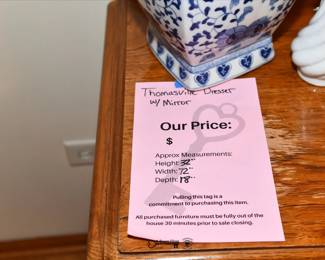 Thomasville Dresser
w/ Mirror
Our Price:
$
Approx Measurements:
Height: 32"
Width: 72"
Depth: 18"
Pulling this tag is a
commitment to purchasing this item.
All purchased furniture must be fully out of the
house 30 minutes prior to sale closing.